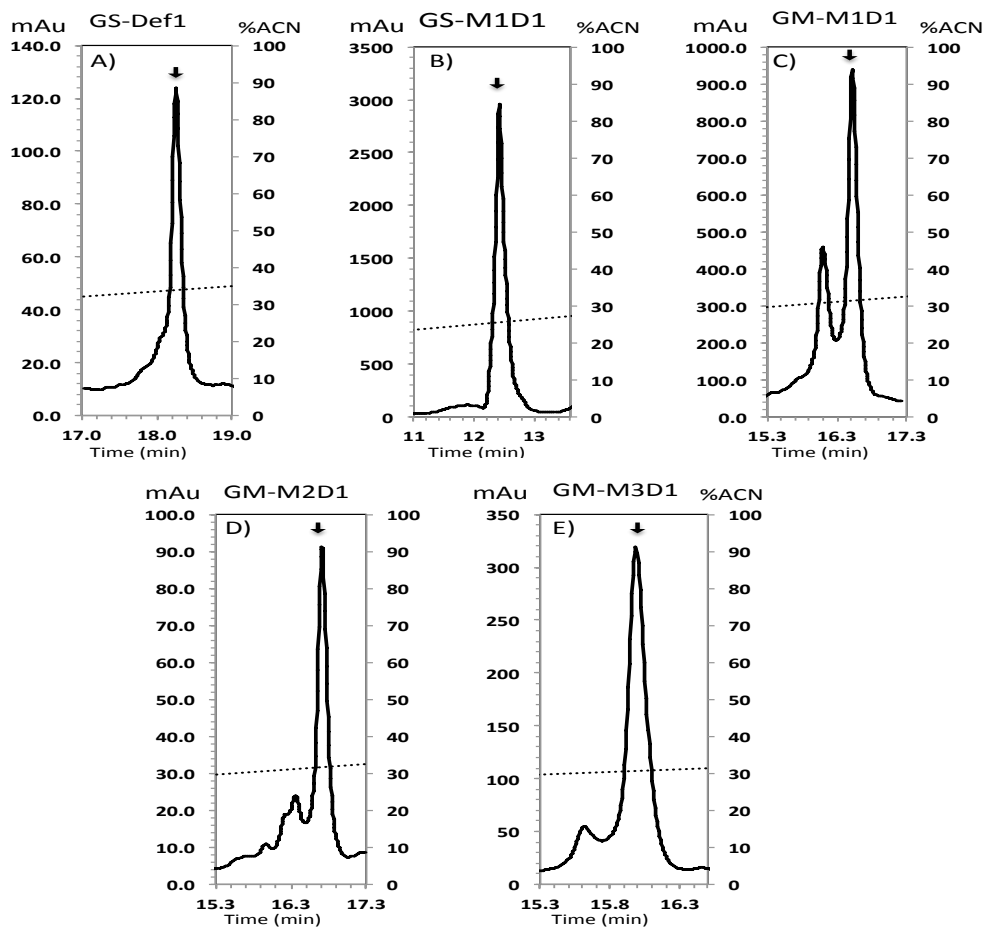 GS-Def1
mAu %ACN
A)
140.0 100
120.0 90
100.0 80
80.0 70
60.0 60
40.0 50
20.0 40
0.0 30
20
10
0
17.0 18.0 19.0
Time (min)
GS-M1D1
mAu %ACN
B)
3500 100
3000 90
2500 80
2000 70
1500 60
1000 50
500 40
0 30
20
10
0
11 12 13
Time (min)
GM-M1D1
mAu %ACN
C)
1000.0 100
900.0 90
800.0 80
700.0 70
600.0 60
500.0 50
400.0 40
300.0 30
200.0 20
100.0 10
0.0 0
15.3 16.3 17.3
Time (min)
GM-M2D1
mAu
D)
100.0 100
90.0 90
80.0 80
70.0 70
60.0 60
50.0 50
40.0 40
30.0 30
20.0 20
10.0 10
0.0 0
15.3 16.3 17.3
Time (min)
GM-M3D1
mAu %ACN
E)
350 100
300 90
250 80
200 70
150 60
100 50
50 40
0 30
20
10
0
15.3 15.8 16.3
Time (min)